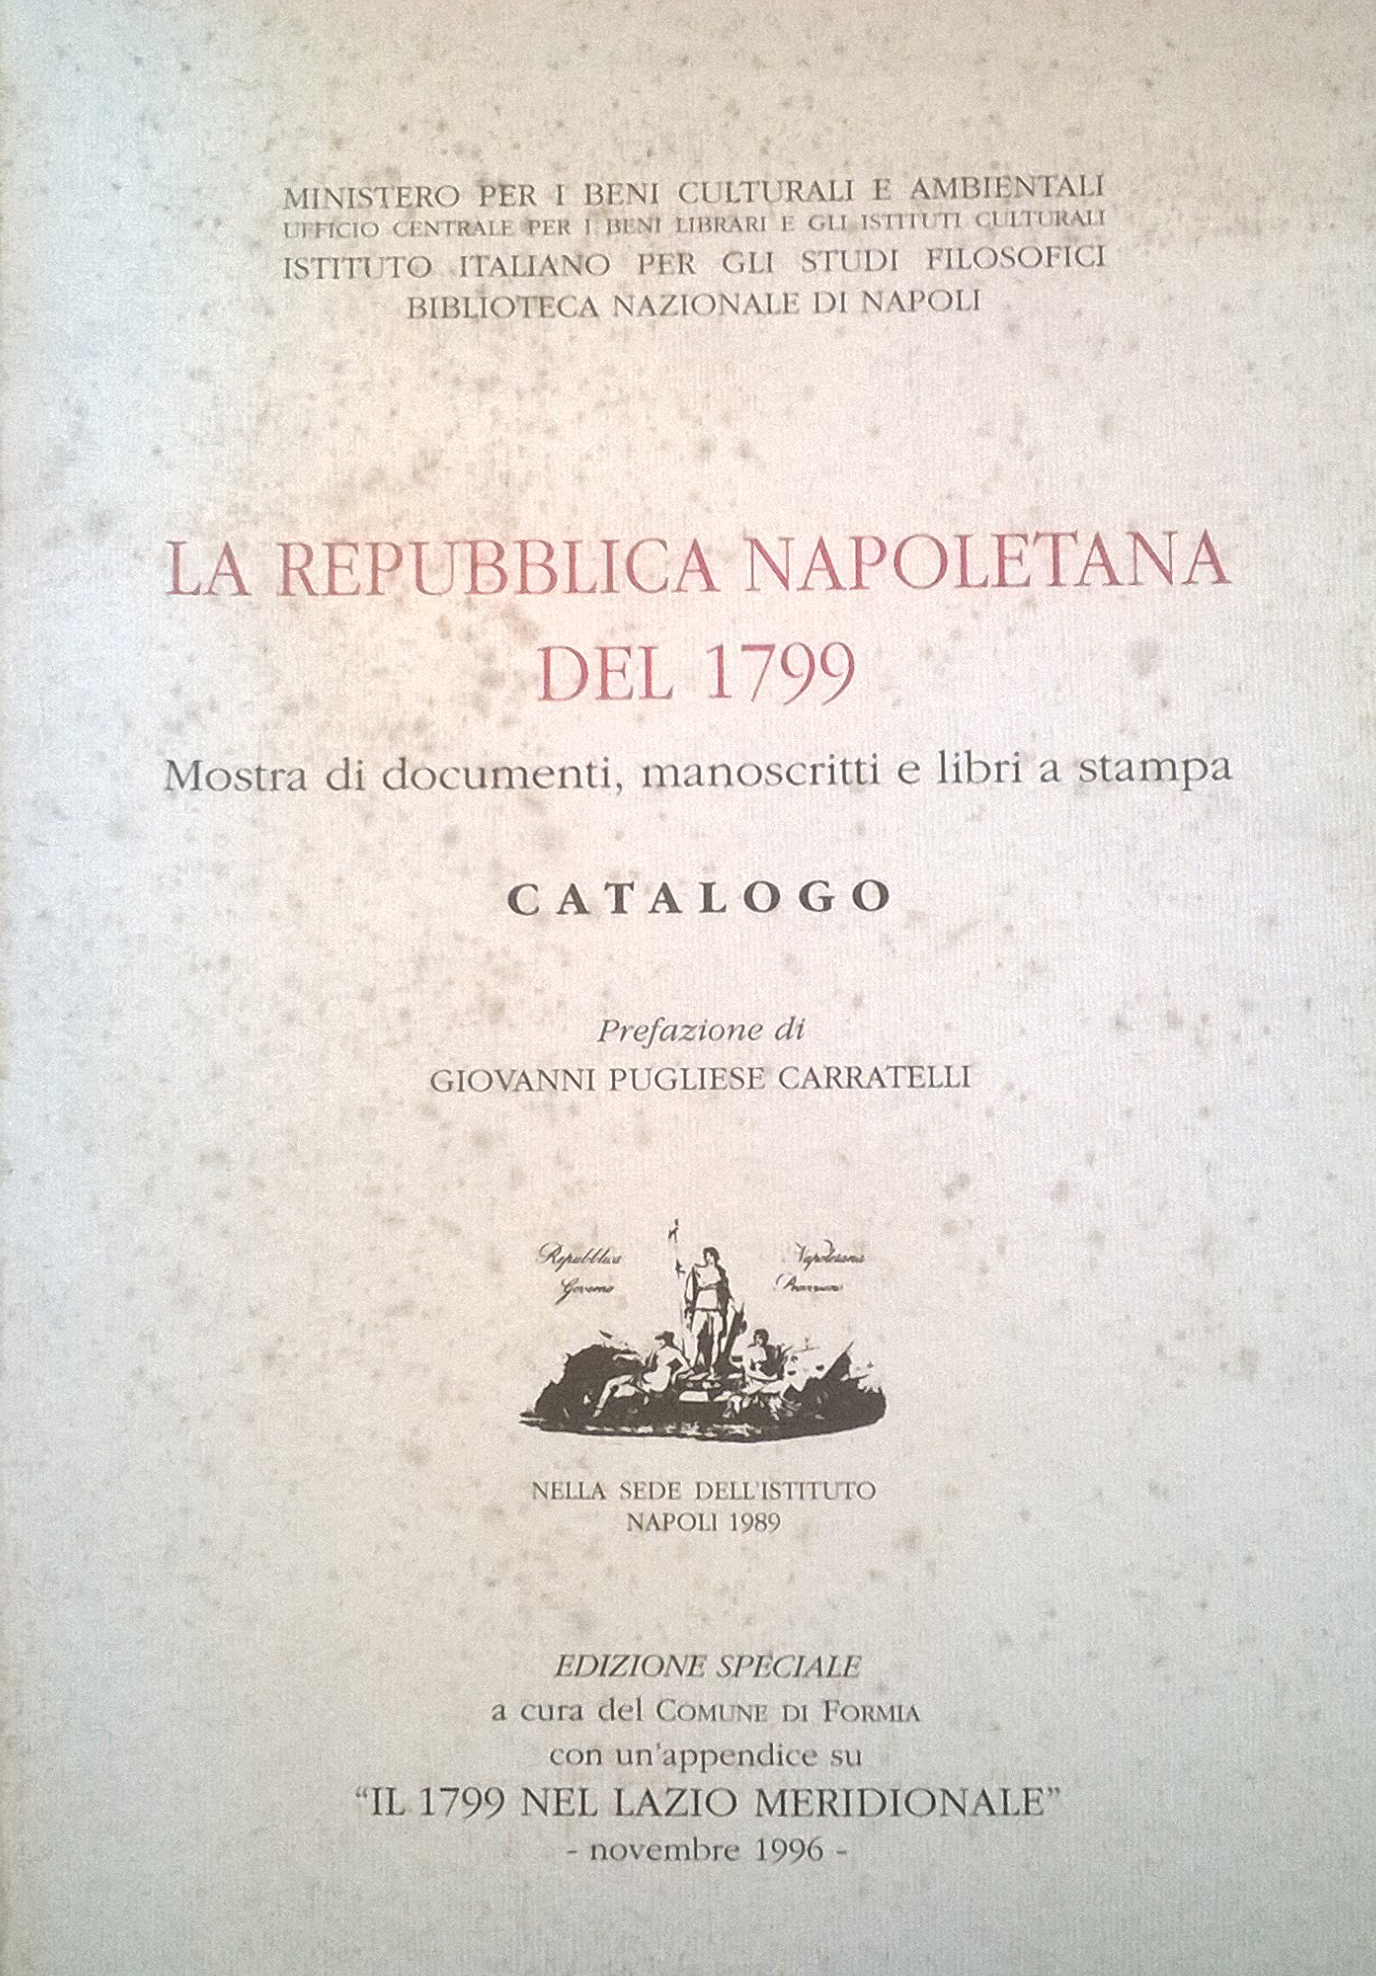 MINISTERO PER I BENI CULTURALI E AMBIENTALI
UFFICIO CENTRALE PER I BENI LIBRARI E GLI ISTITUTI CULTURALI
ISTITUTO ITALIANO PER GLI STUDI FILOSOFICI
BIBLIOTECA NAZIONALE DI NAPOLI
LA REPUBBLICA NAPOLETANA
DEL 1799
Mostra di documenti, manoscritti e libri a stampa
CATALOGO
Prefazione di
GIOVANNI PUGLIESE CARRATELLI
Repubblica Napoletana
Governo
NELLA SEDE DELL'ISTITUTO
NAPOLI 1989
EDIZIONE SPECIALE
a cura del COMUNE DI FORMIA
con un'appendice su
“IL 1799 NEL LAZIO MERIDIONALE”
- novembre 1996 -